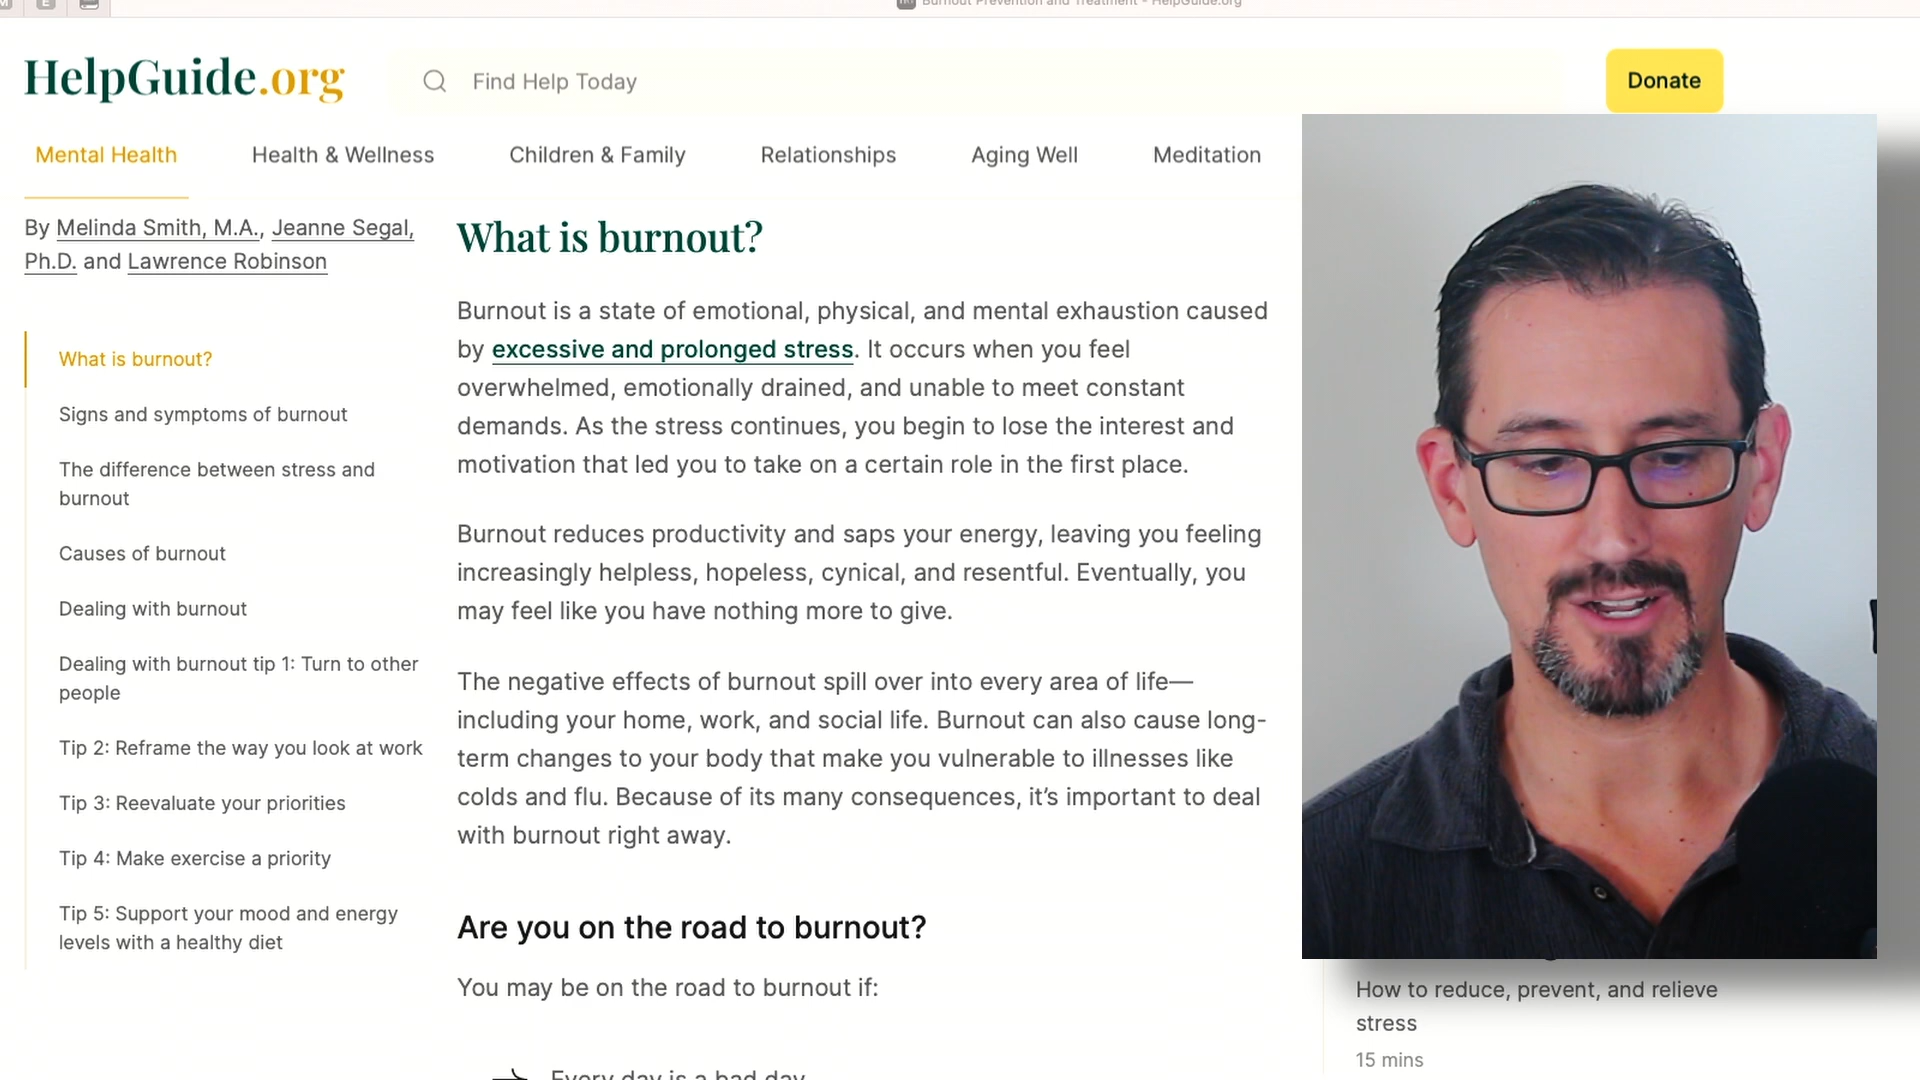 M
E
Burnout Prevention and Treatment - HelpGuide.org
HelpGuide.org
Find Help Today
Donate
Mental Health
Health & Wellness
Children & Family
Relationships
Aging Well
Meditation
By Melinda Smith, M.A., Jeanne Segal,
Ph.D. and Lawrence Robinson
What is burnout?
Signs and symptoms of burnout
The difference between stress and
burnout
Causes of burnout
Dealing with burnout
Dealing with burnout tip 1: Turn to other
people
Tip 2: Reframe the way you look at work
Tip 3: Reevaluate your priorities
Tip 4: Make exercise a priority
Tip 5: Support your mood and energy
levels with a healthy diet
What is burnout?
Burnout is a state of emotional, physical, and mental exhaustion caused
by excessive and prolonged stress. It occurs when you feel
overwhelmed, emotionally drained, and unable to meet constant
demands. As the stress continues, you begin to lose the interest and
motivation that led you to take on a certain role in the first place.
Burnout reduces productivity and saps your energy, leaving you feeling
increasingly helpless, hopeless, cynical, and resentful. Eventually, you
may feel like you have nothing more to give.
The negative effects of burnout spill over into every area of life—
including your home, work, and social life. Burnout can also cause long-
term changes to your body that make you vulnerable to illnesses like
colds and flu. Because of its many consequences, it’s important to deal
with burnout right away.
Are you on the road to burnout?
You may be on the road to burnout if:
Every day is a bad day
How to reduce, prevent, and relieve
stress
15 mins